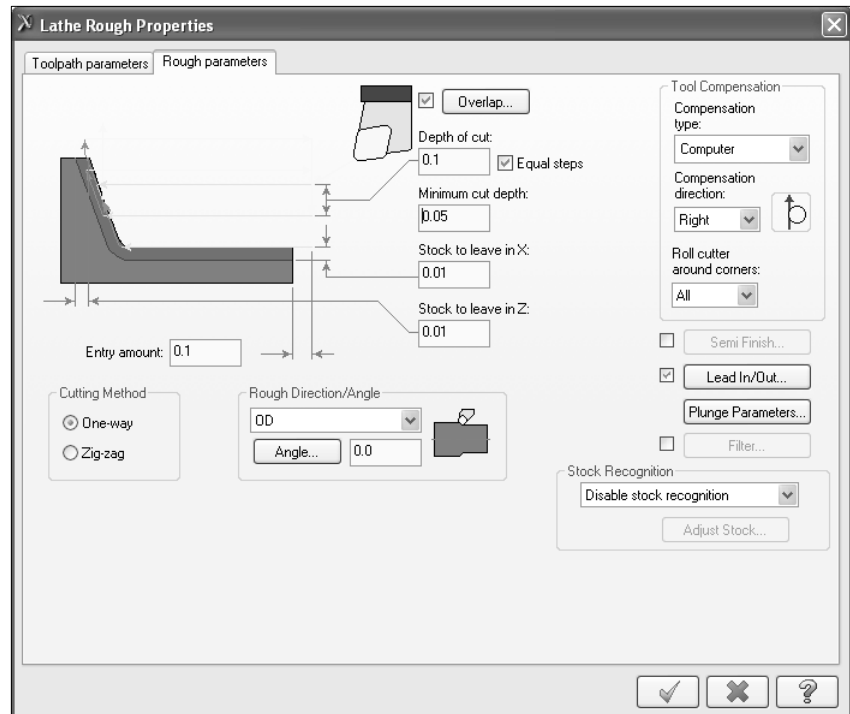 Lathe Rough Properties
Toolpath parameters
Rough parameters
Overlap...
Depth of cut:
0.1
Equal steps
Minimum cut depth:
0.05
Stock to leave in X:
0.01
Stock to leave in Z:
0.01
Entry amount: 0.1
Cutting Method
One-way
Zig-zag
Rough Direction/Angle
OD
Angle... 0.0
Tool Compensation
Compensation
type:
Computer
Compensation
direction:
Right
Roll cutter
around corners:
All
Semi Finish...
Lead In/Out...
Plunge Parameters...
Filter...
Stock Recognition
Disable stock recognition
Adjust Stock...